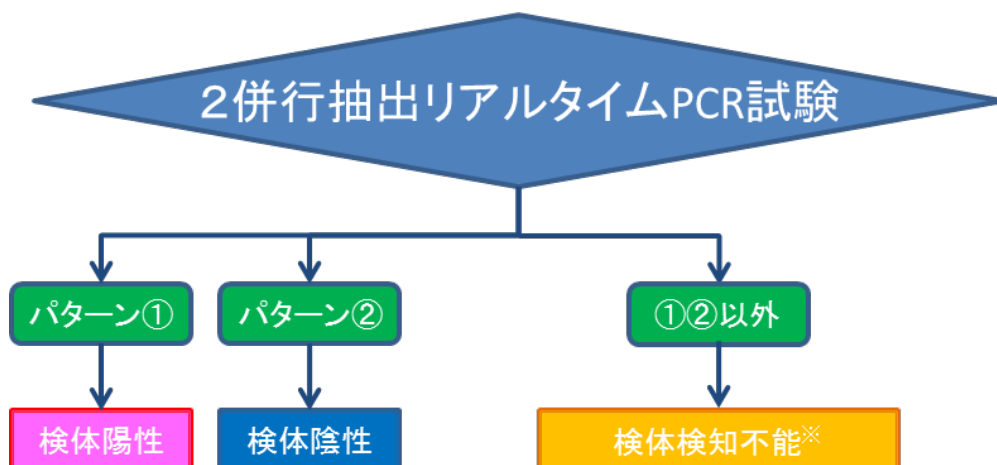 ２併行抽出リアルタイムPCR試験
パターン①
パターン②
①②以外
検体陽性
検体陰性
検体検知不能※